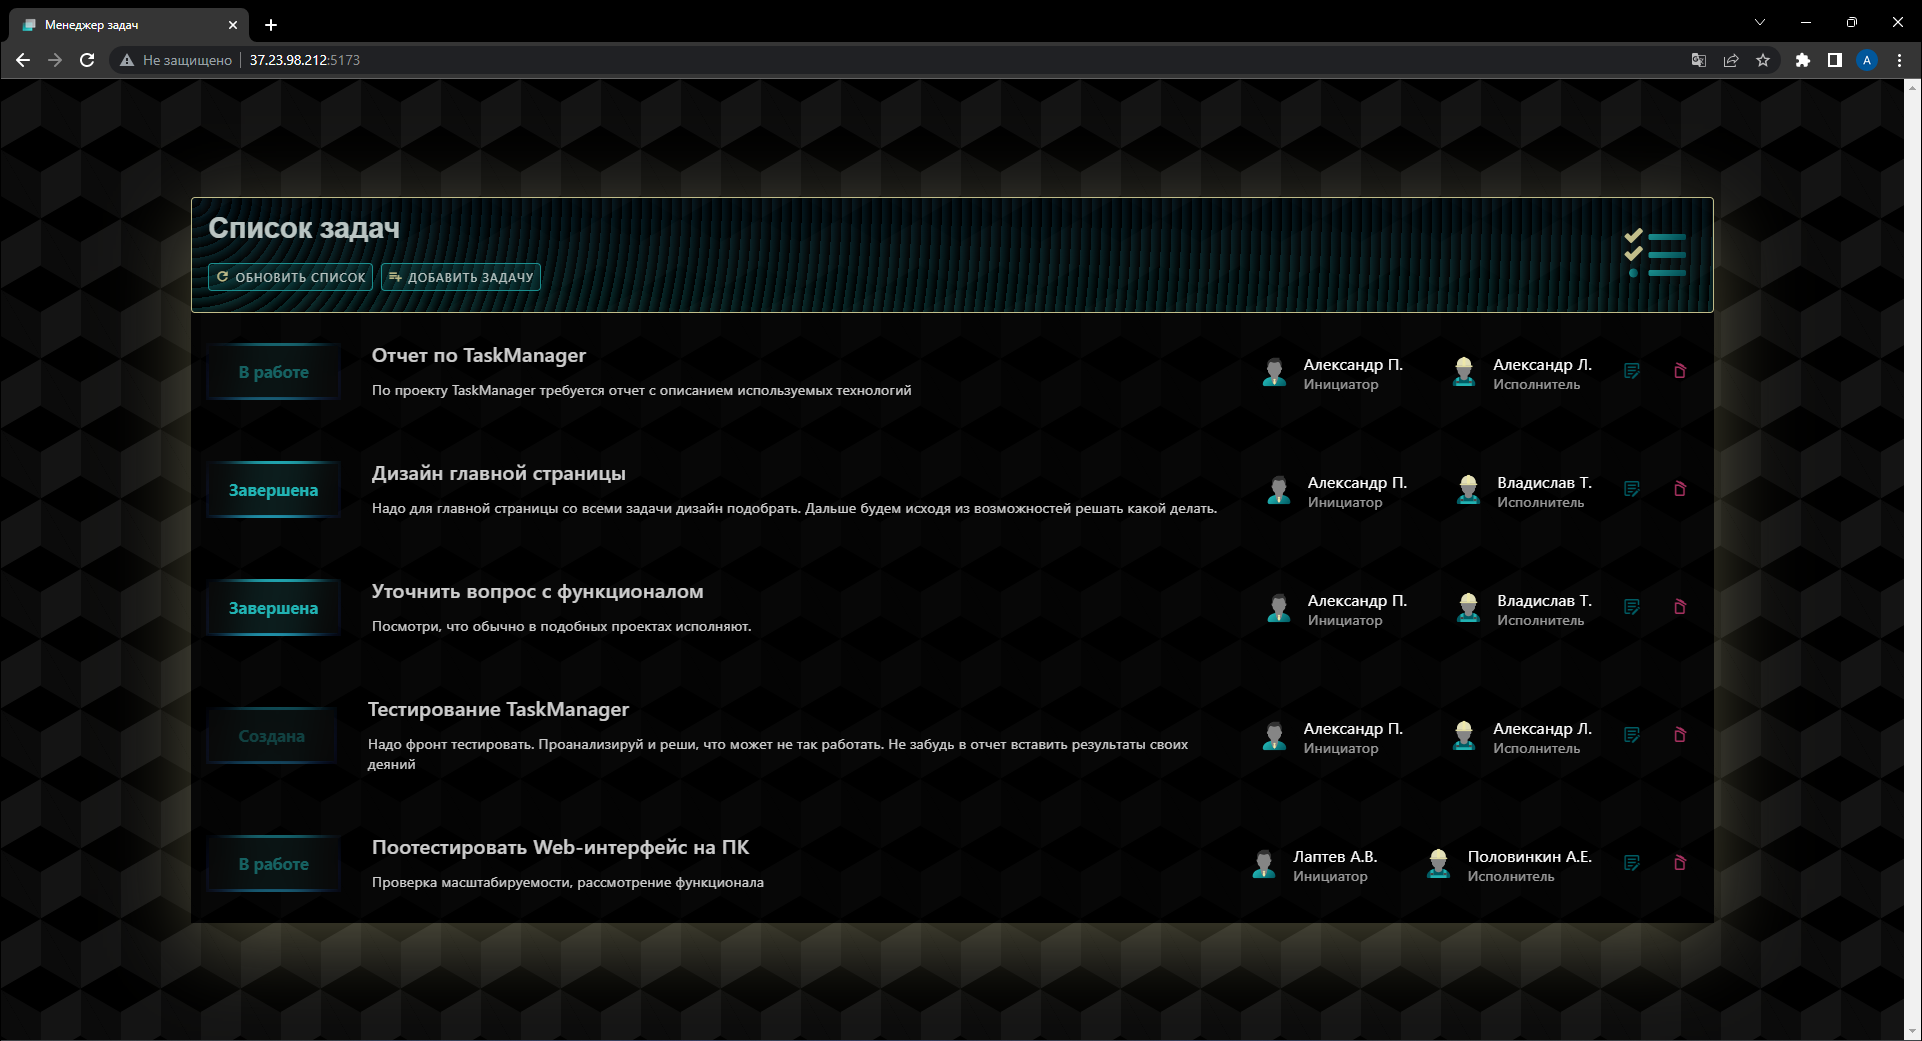 Менеджер задач
Не защищено
37.23.98.212:5173
A
Список задач
ОБНОВИТЬ СПИСОК
ДОБАВИТЬ ЗАДАЧУ
В работе
Отчет по TaskManager
По проекту TaskManager требуется отчет с описанием используемых технологий
Александр П.
Инициатор
Александр Л.
Исполнитель
Завершена
Дизайн главной страницы
Надо для главной страницы со всеми задачи дизайн подобрать. Дальше будем исходя из возможностей решать какой делать.
Александр П.
Инициатор
Владислав Т.
Исполнитель
Завершена
Уточнить вопрос с функционалом
Посмотри, что обычно в подобных проектах исполняют.
Александр П.
Инициатор
Владислав Т.
Исполнитель
Создана
Тестирование TaskManager
Надо фронт тестировать. Проанализируй и реши, что может не так работать. Не забудь в отчет вставить результаты своих
деяний
Александр П.
Инициатор
Александр Л.
Исполнитель
В работе
Поотестировать Web-интерфейс на ПК
Проверка масштабируемости, рассмотрение функционала
Лаптев А.В.
Инициатор
Половинкин А.Е.
Исполнитель